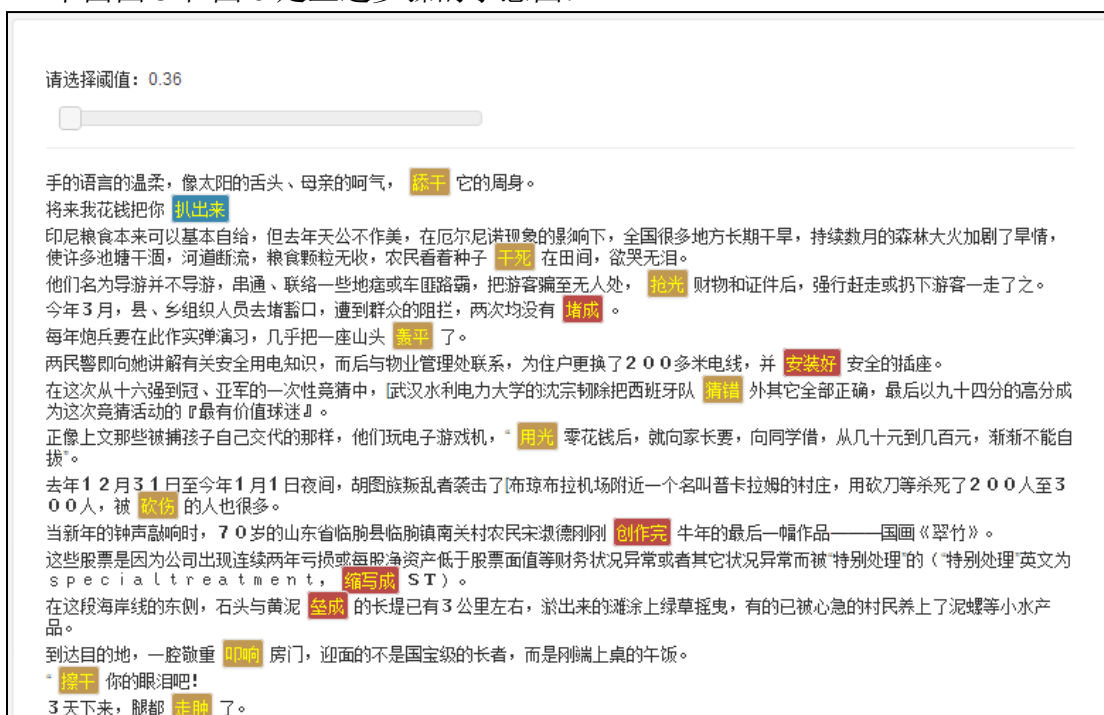 请选择阈值：0.36
手的语言的温柔，像太阳的舌头、母亲的呵气， 舔干 它的周身。
将来我花钱把你 扒出来
印尼粮食本来可以基本自给，但去年天公不作美，在厄尔尼诺现象的影响下，全国很多地方长期干旱，持续数月的森林大火加剧了旱情，
使许多池塘干涸，河道断流，粮食颗粒无收，农民看着种子 干死 在田间，欲哭无泪。
他们名为导游并不导游，串通、联络一些地痞或车匪路霸，把游客骗至无人处， 抢光 财物和证件后，强行赶走或扔下游客一走了之。
今年３月，县、乡组织人员去堵豁口，遭到群众的阻拦，两次均没有 堵成 。
每年炮兵要在此作实弹演习，几乎把一座山头 轰平 了。
两民警即向她讲解有关安全用电知识，而后与物业管理处联系，为住户更换了２００多米电线，并 安装好 安全的插座。
在这次从十六强到冠、亚军的一次性竞猜中，[武汉水利电力大学的沈宗韧除把西班牙队 猜错 外其它全部正确，最后以九十四分的高分成
为这次竞猜活动的『最有价值球迷』。
正像上文那些被捕孩子自己交代的那样，他们玩电子游戏机，“ 用光 零花钱后，就向家长要，向同学借，从几十元到几百元，渐渐不能自
拔”。
去年１２月３１日至今年１月１日夜间，胡图族叛乱者袭击了[布琼布拉机场附近一个名叫普卡拉姆的村庄，用砍刀等杀死了２００人至３
００人，被 砍伤 的人也很多。
当新年的钟声敲响时，７０岁的山东省临朐县临朐镇南关村农民宋淑德刚刚 创作完 牛年的最后一幅作品———国画《翠竹》。
这些股票是因为公司出现连续两年亏损或每股净资产低于股票面值等财务状况异常或者其它状况异常而被“特别处理”的（“特别处理”英文为
ｓｐｅｃｉａｌｔｒｅａｔｍｅｎｔ， 缩写成 ＳＴ）。
在这段海岸线的东侧，石头与黄泥 垒成 的长堤已有３公里左右，淤出来的滩涂上绿草摇曳，有的已被心急的村民养上了泥螺等小水产
品。
到达目的地，一腔敬重 叩响 房门，迎面的不是国宝级的长者，而是刚端上桌的午饭。
“ 擦干 你的眼泪吧！
３天下来，腿都 走肿 了。